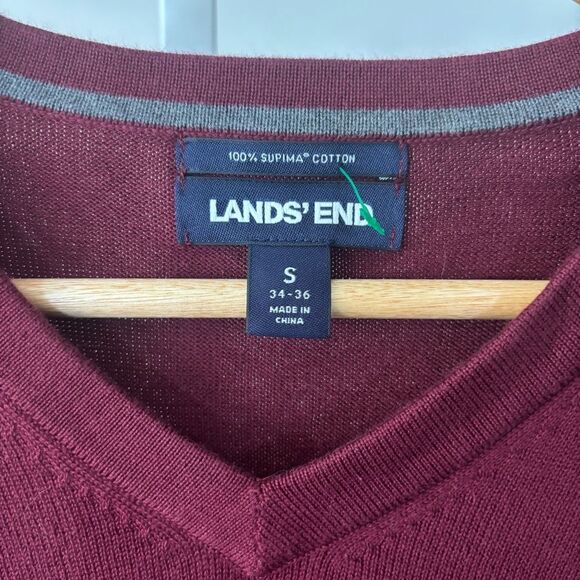 100% SUPIMA® COTTON
LANDS' END
S
34-36
MADE IN
CHINA